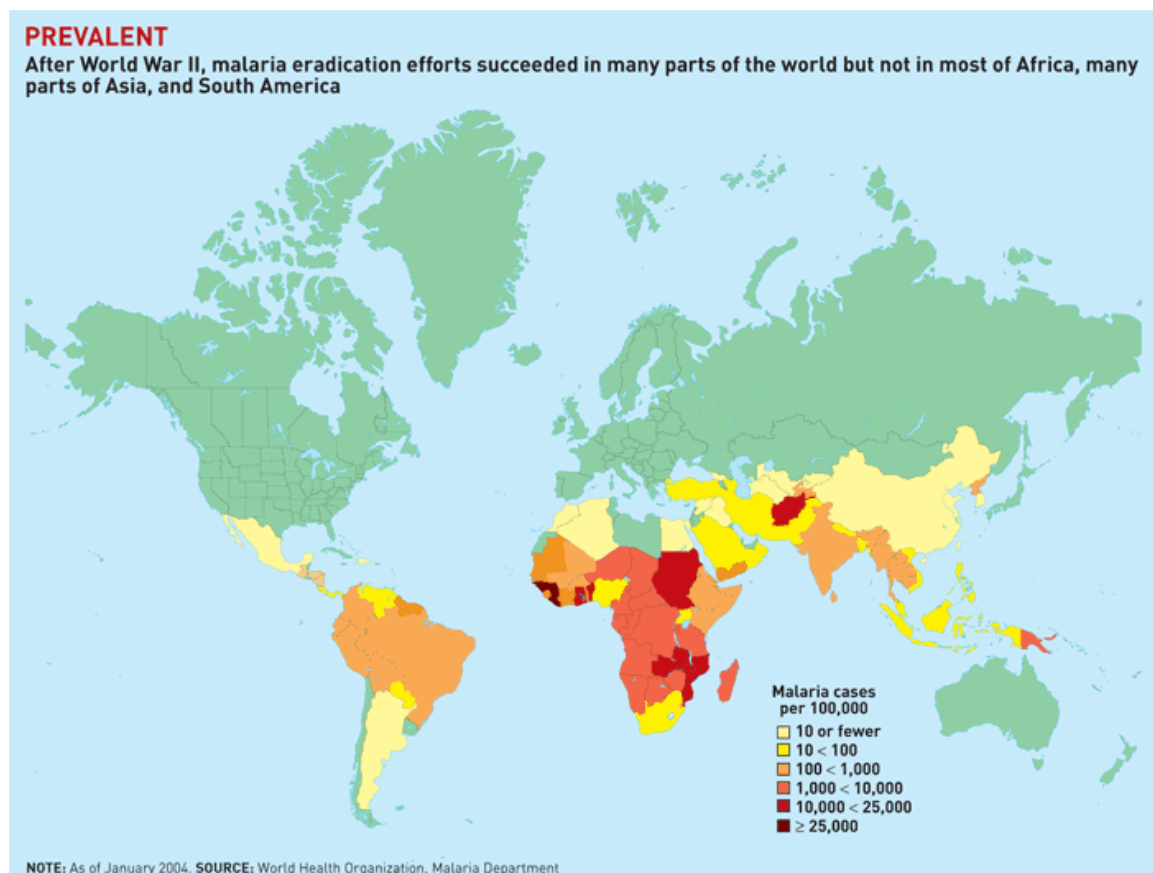 PREVALENT
After World War II, malaria eradication efforts succeeded in many parts of the world but not in most of Africa, many
parts of Asia, and South America
Malaria cases
per 100,000
10 or fewer
10 < 100
100 < 1,000
1,000 < 10,000
10,000 < 25,000
≥ 25,000
NOTE: As of January 2004. SOURCE: World Health Organization, Malaria Department